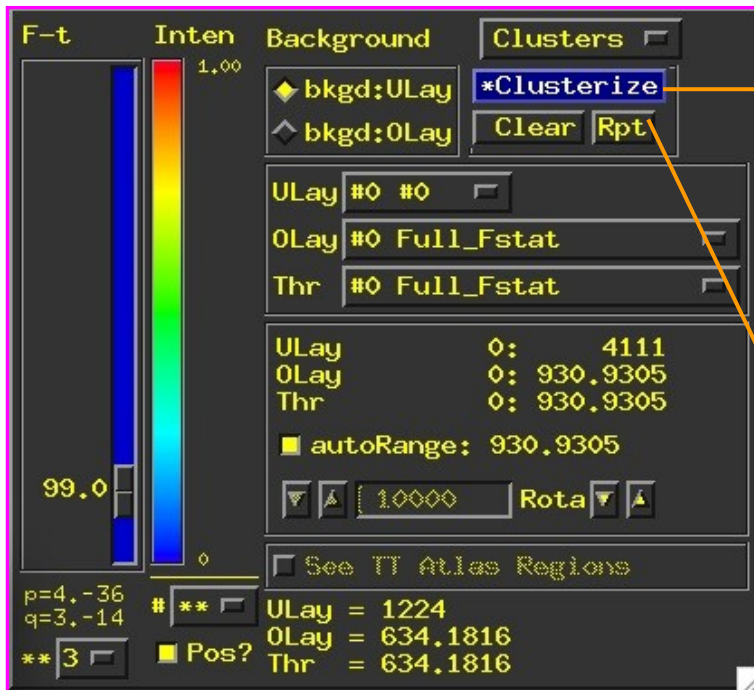 F-t Inten Background Clusters
1.00
bkgd:ULay *Clusterize
bkgd:OLay Clear Rpt
ULay #0 #0
OLay #0 Full_Fstat
Thr #0 Full_Fstat
ULay 0: 4111
OLay 0: 930.9305
Thr 0: 930.9305
autoRange: 930.9305
99.0
10000 Rota
0
See TT Atlas Regions
p=4.-36
q=3.-14
# **
ULay = 1224
OLay = 634.1816
** 3 Pos?
Thr = 634.1816